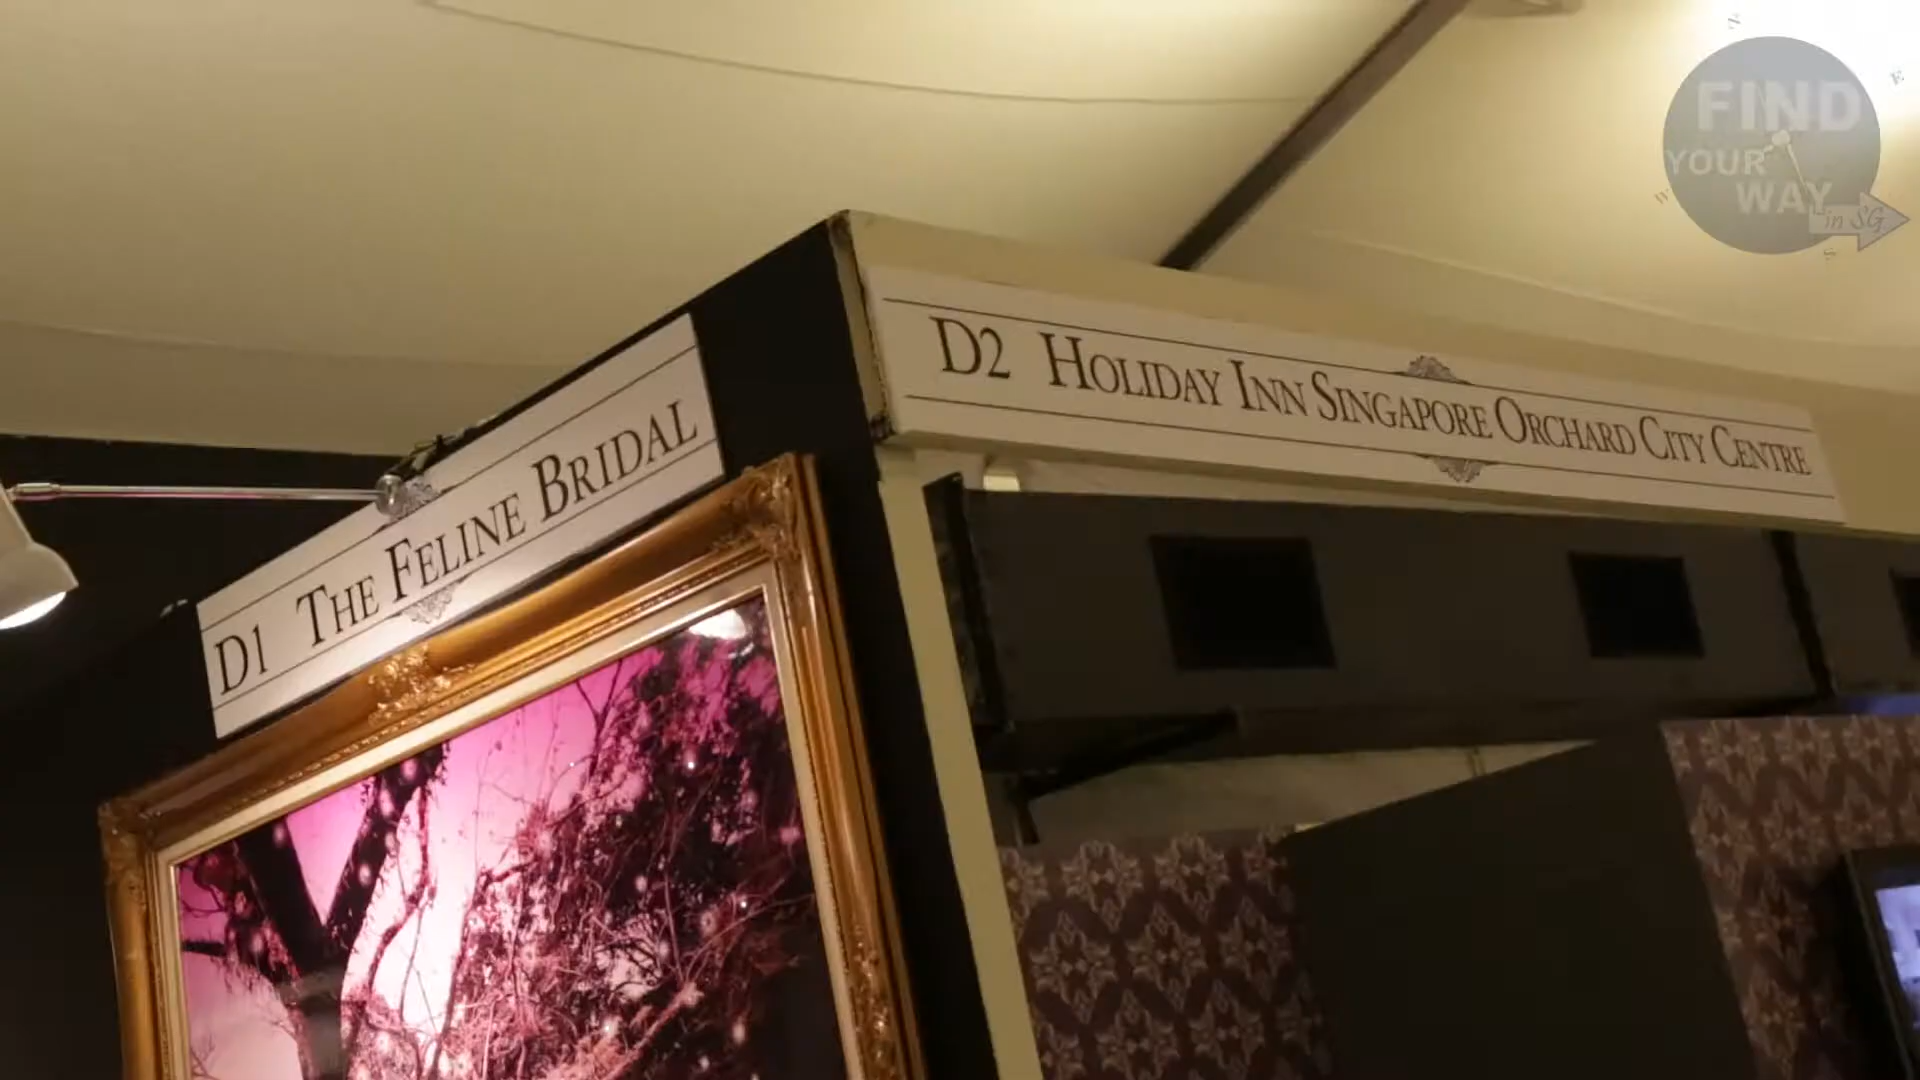 FIND
YOUR
WAY
in SG
D2 HOLIDAY INN SINGAPORE ORCHARD CITY CENTRE
D1 THE FELINE BRIDAL